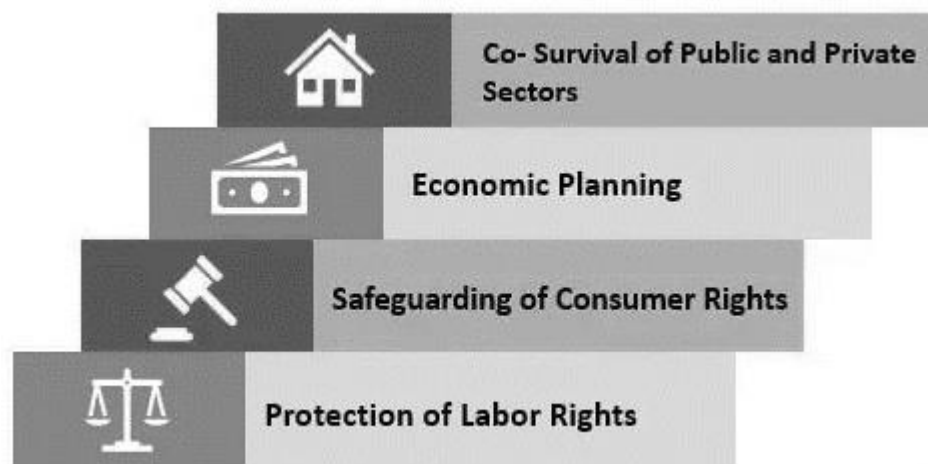 Co- Survival of Public and Private
Sectors
Economic Planning
Safeguarding of Consumer Rights
Protection of Labor Rights